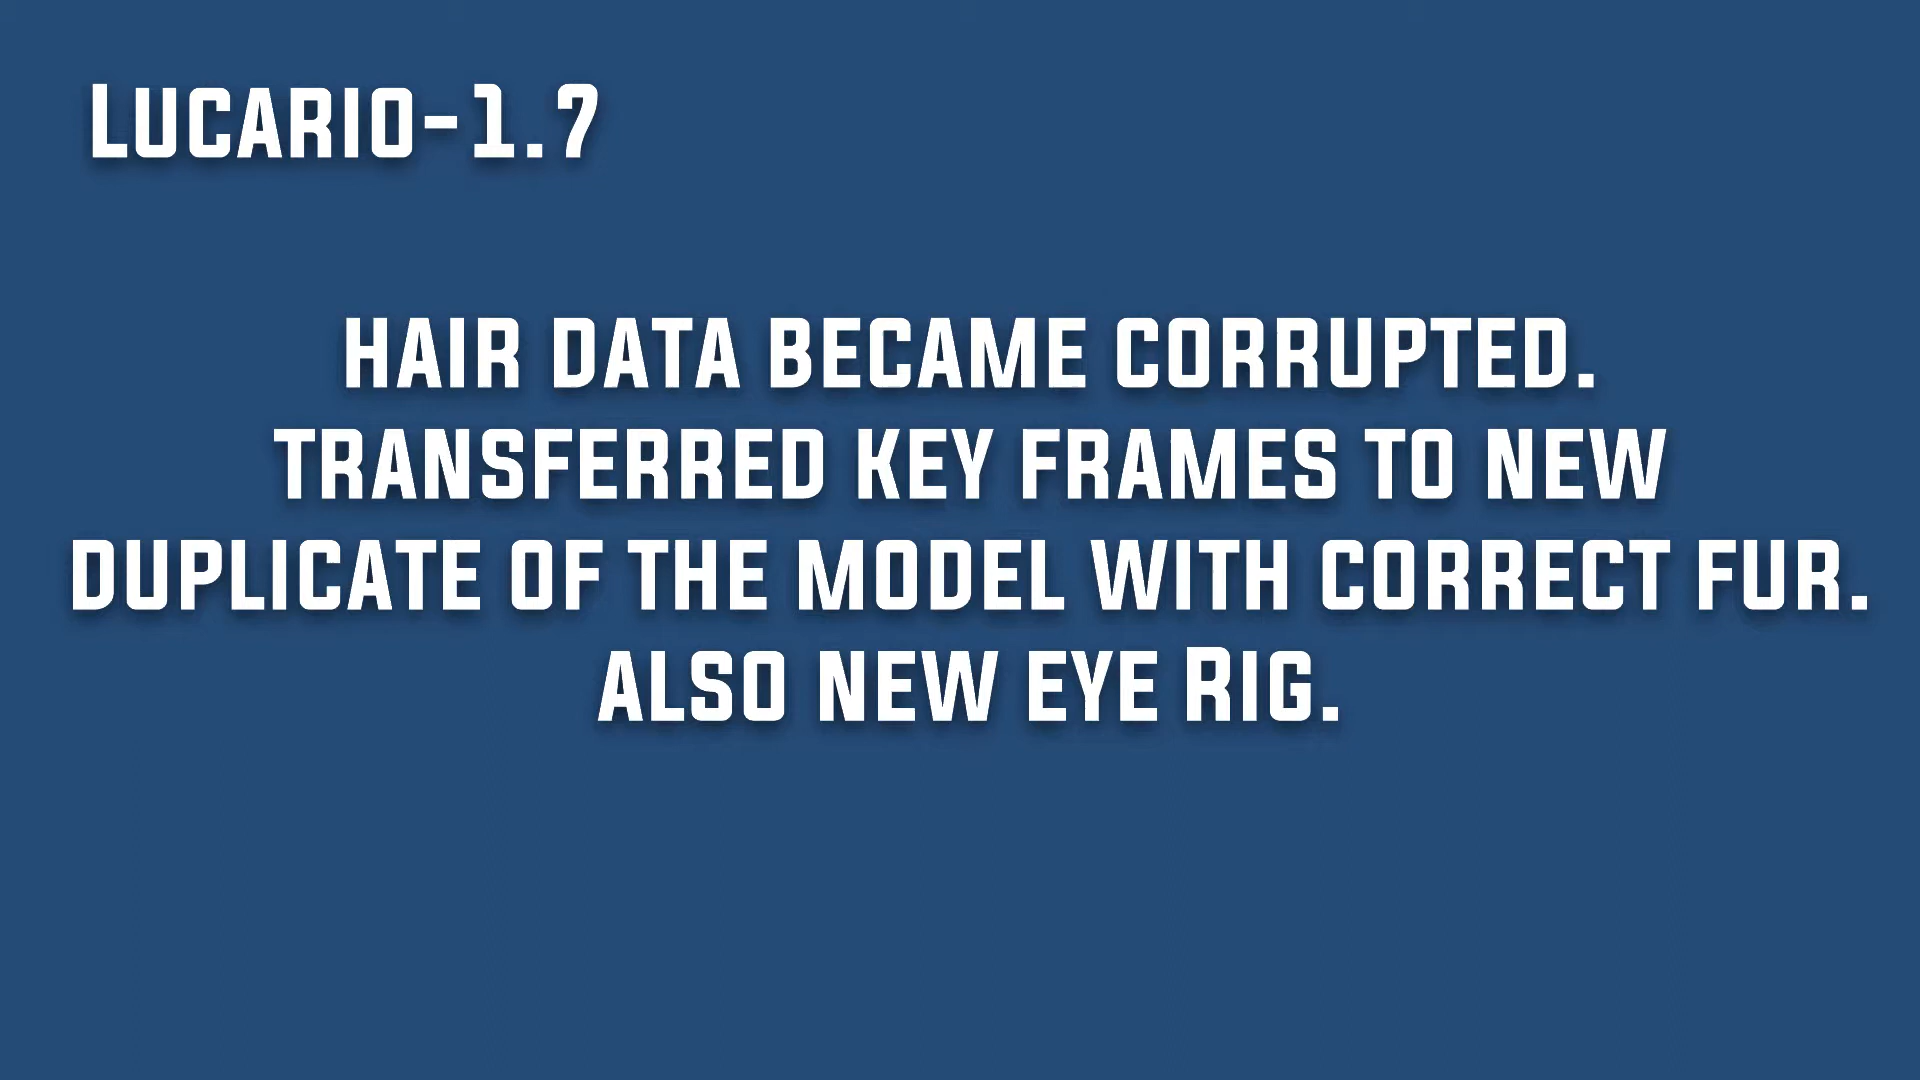 Lucario-1.7
hair data became corrupted.
transferred key frames to new
duplicate of the model with correct fur.
also new eye Rig.